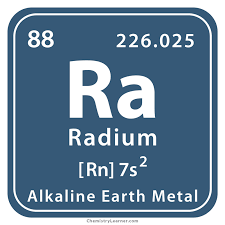 88 226.025
Ra
Radium
[Rn] 7s²
Alkaline Earth Metal
ChemistryLearner.com